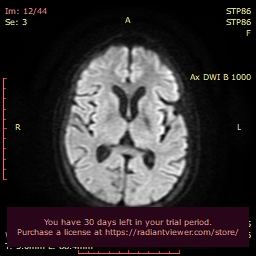 Im: 12/44
Se: 3
A
STP86
STP86
F
Ax DWI B 1000
R
L
You have 30 days left in your trial period.
Purchase a license at https://radiantviewer.com/store/